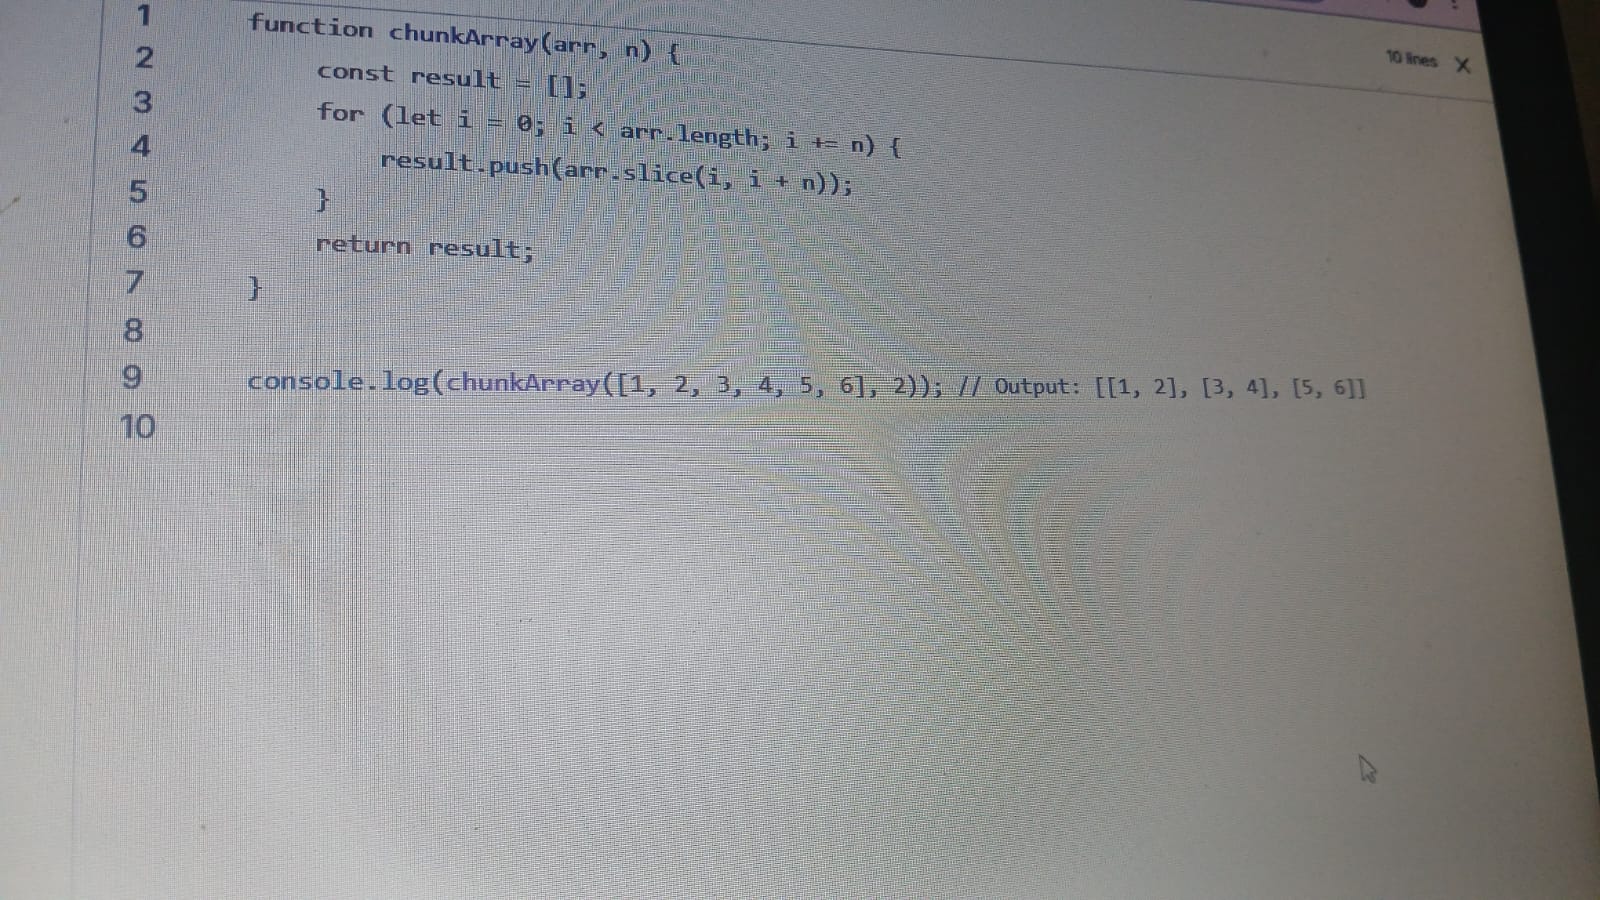 10 lines X
1 function chunkArray(arr, n) {
2 const result = [];
3 for (let i = 0; i < arr.length; i += n) {
4 result.push(arr.slice(i, i + n));
5 }
6 return result;
7 }
8
9 console.log(chunkArray([1, 2, 3, 4, 5, 6], 2)); // Output: [[1, 2], [3, 4], [5, 6]]
10